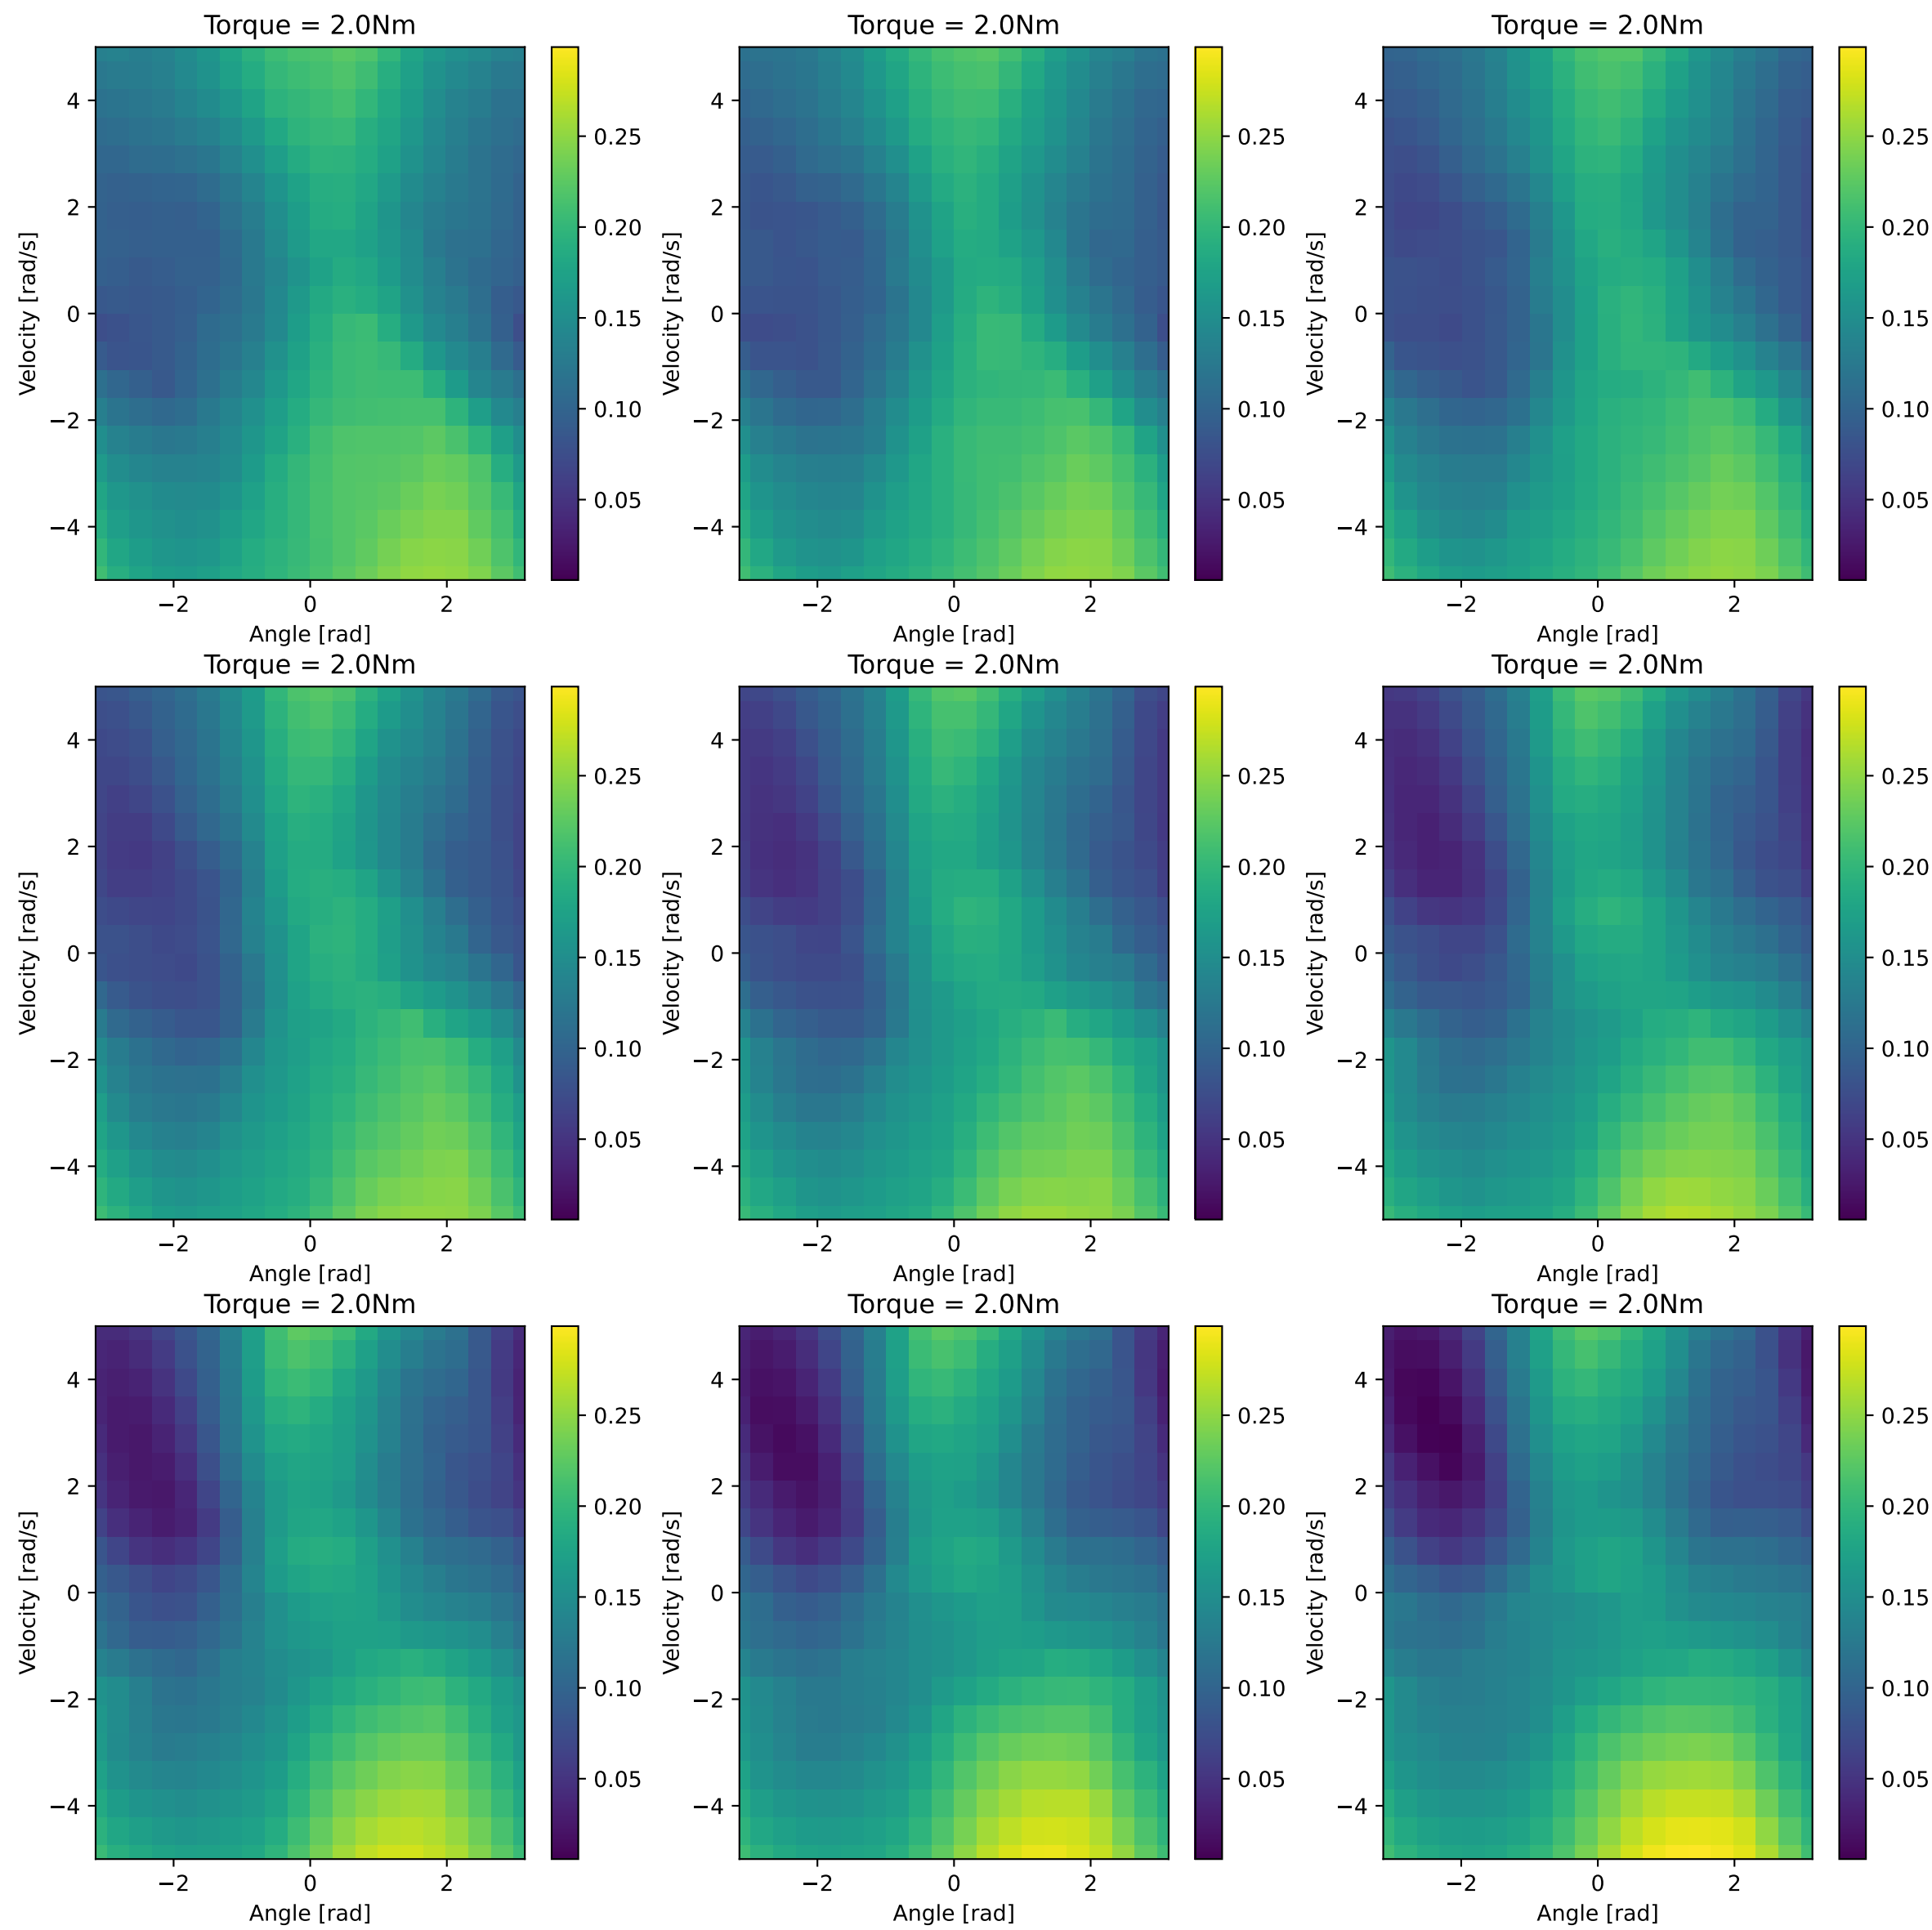 Torque = 2.0Nm Torque = 2.0Nm Torque = 2.0Nm
4 0.25 4 0.25 4 0.25
2 0.20 2 0.20 2 0.20
Velocity [rad/s] Velocity [rad/s] Velocity [rad/s]
0 0.15 0 0.15 0 0.15
−2 0.10 −2 0.10 −2 0.10
−4 0.05 −4 0.05 −4 0.05
−2 0 2 −2 0 2 −2 0 2
Angle [rad] Angle [rad] Angle [rad]
Torque = 2.0Nm Torque = 2.0Nm Torque = 2.0Nm
4 0.25 4 0.25 4 0.25
2 0.20 2 0.20 2 0.20
Velocity [rad/s] Velocity [rad/s] Velocity [rad/s]
0 0.15 0 0.15 0 0.15
−2 0.10 −2 0.10 −2 0.10
−4 0.05 −4 0.05 −4 0.05
−2 0 2 −2 0 2 −2 0 2
Angle [rad] Angle [rad] Angle [rad]
Torque = 2.0Nm Torque = 2.0Nm Torque = 2.0Nm
4 0.25 4 0.25 4 0.25
2 0.20 2 0.20 2 0.20
Velocity [rad/s] Velocity [rad/s] Velocity [rad/s]
0 0.15 0 0.15 0 0.15
−2 0.10 −2 0.10 −2 0.10
−4 0.05 −4 0.05 −4 0.05
−2 0 2 −2 0 2 −2 0 2
Angle [rad] Angle [rad] Angle [rad]